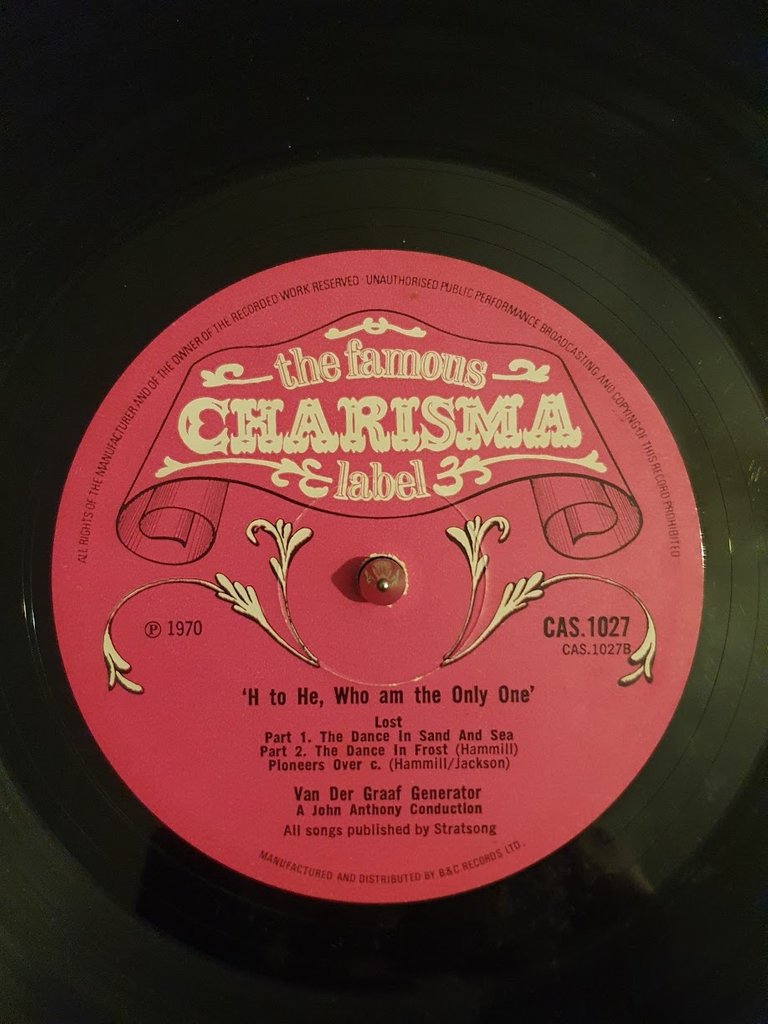 ALL RIGHTS OF THE MANUFACTURER AND OF THE OWNER OF THE RECORDED WORK RESERVED · UNAUTHORISED PUBLIC PERFORMANCE BROADCASTING AND COPYING OF THIS RECORD PROHIBITED
the famous
CHARISMA
label
℗ 1970
CAS.1027
CAS.1027B
'H to He, Who am the Only One'
Lost
Part 1. The Dance In Sand And Sea
Part 2. The Dance In Frost (Hammill)
Pioneers Over c. (Hammill/Jackson)
Van Der Graaf Generator
A John Anthony Conduction
All songs published by Stratsong
MANUFACTURED AND DISTRIBUTED BY B&C RECORDS LTD.